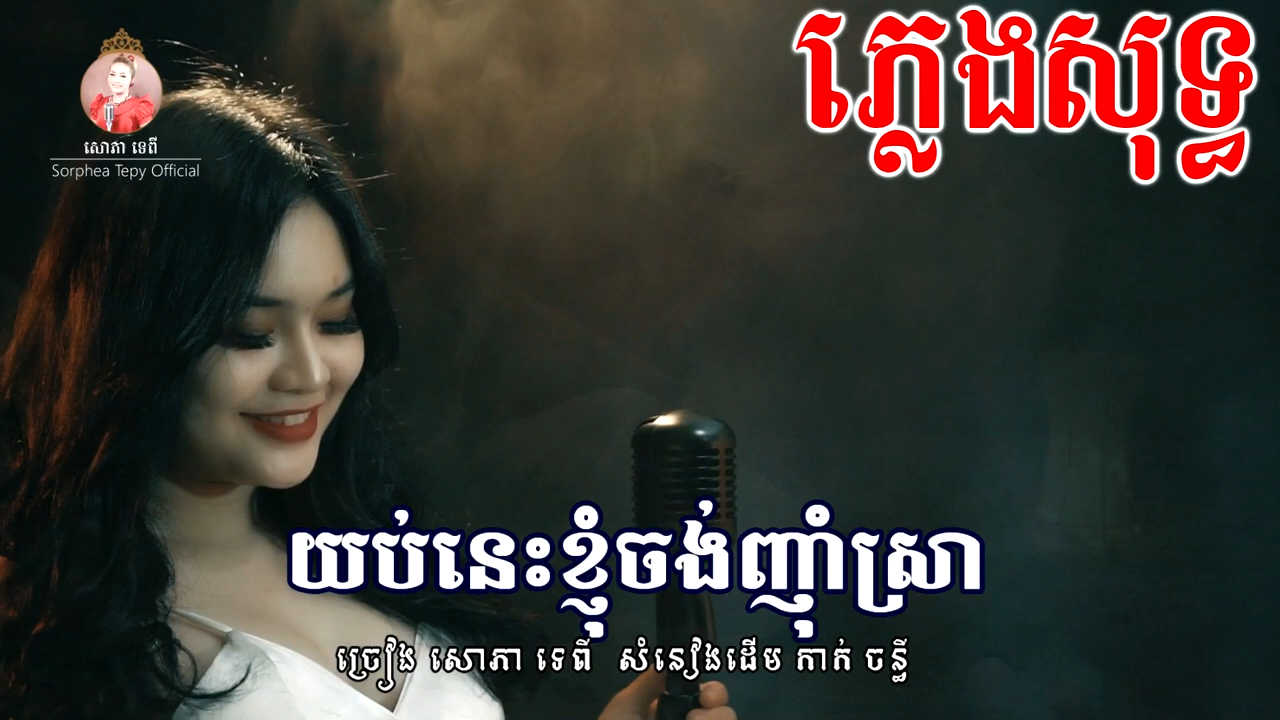 ភ្លេងសុទ្ធ
សោភា ទេពី
Sorphea Tepy Official
យប់នេះខ្ញុំចង់ញ៉ាំស្រា
ច្រៀង សោភា ទេពី សំនៀងដើម កាក់ ចន្ធី